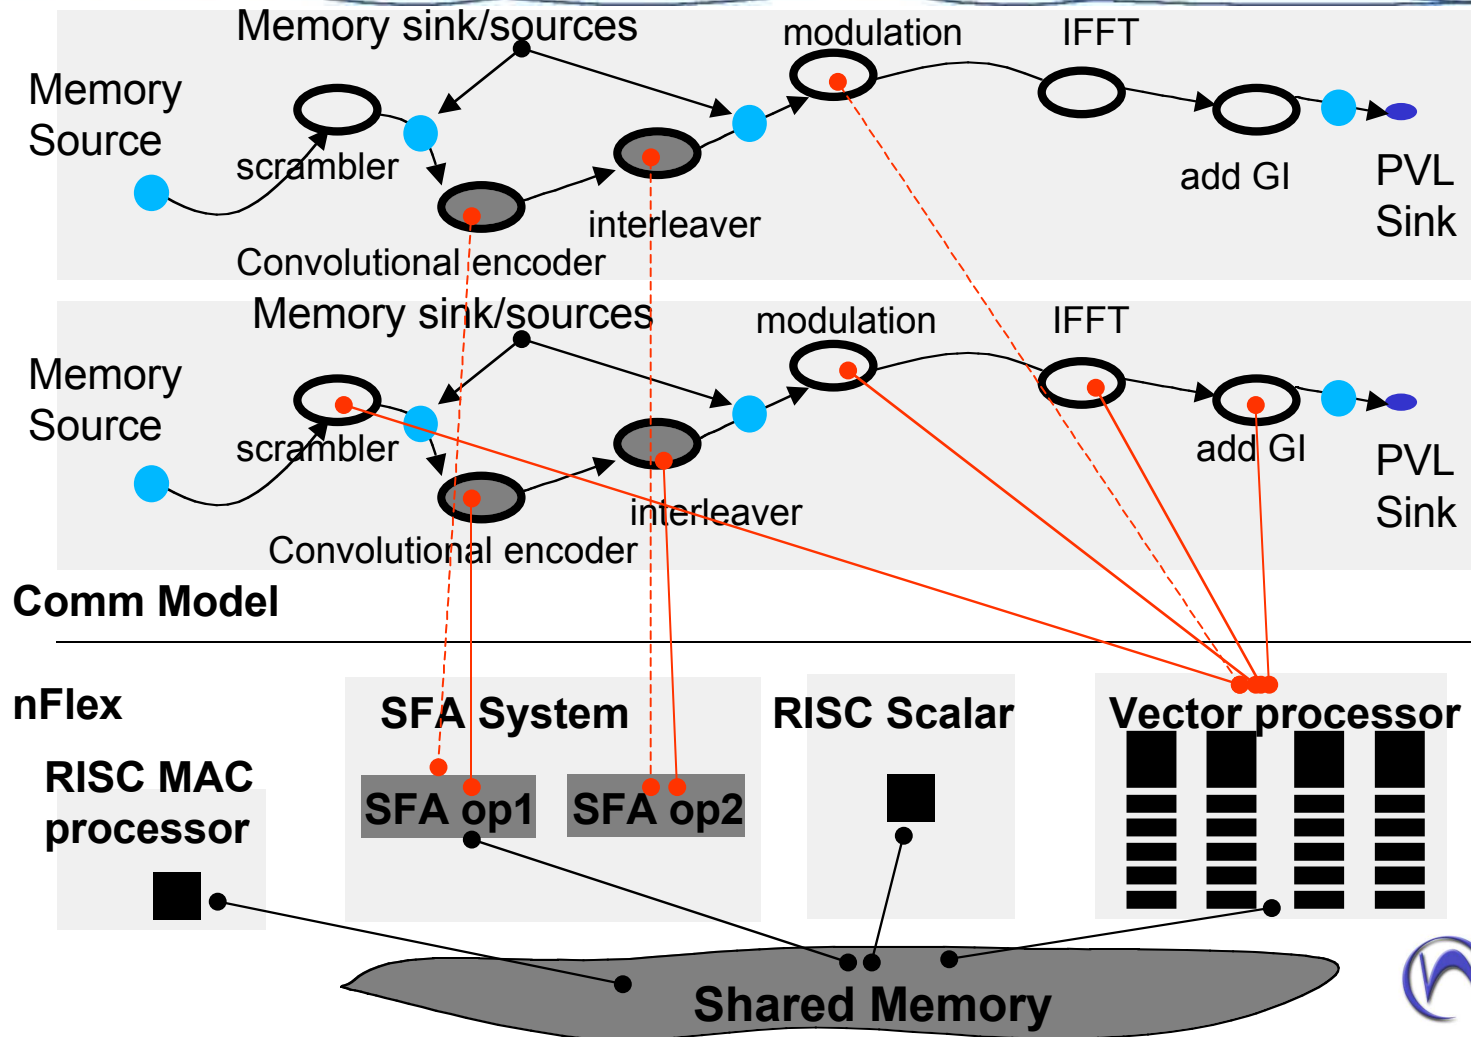 Memory sink/sources
modulation
IFFT
Memory
Source
scrambler
add GI
PVL
Sink
interleaver
Convolutional encoder
Memory sink/sources
modulation
IFFT
Memory
Source
scrambler
add GI
PVL
Sink
interleaver
Convolutional encoder
Comm Model
nFlex
SFA System
RISC Scalar
Vector processor
RISC MAC
processor
SFA op1
SFA op2
Shared Memory